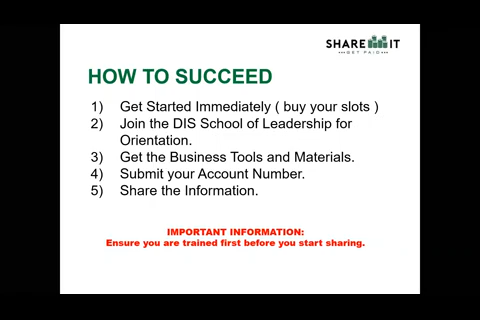 SHARE IT
GET PAID
HOW TO SUCCEED
1) Get Started Immediately ( buy your slots )
2) Join the DIS School of Leadership for
Orientation.
3) Get the Business Tools and Materials.
4) Submit your Account Number.
5) Share the Information.
IMPORTANT INFORMATION:
Ensure you are trained first before you start sharing.